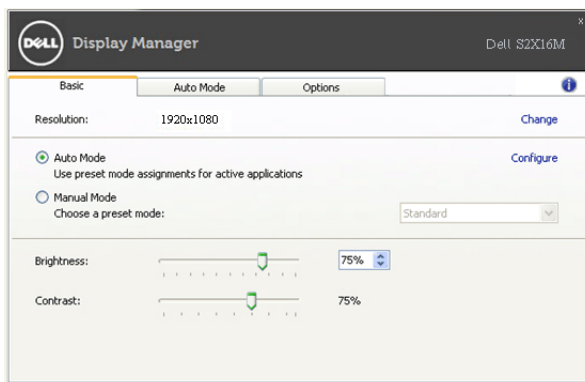 x
DELL Display Manager Dell S2X16M
Basic Auto Mode Options i
Resolution: 1920x1080 Change
Auto Mode Configure
Use preset mode assignments for active applications
Manual Mode
Choose a preset mode: Standard
Brightness: 75%
Contrast: 75%